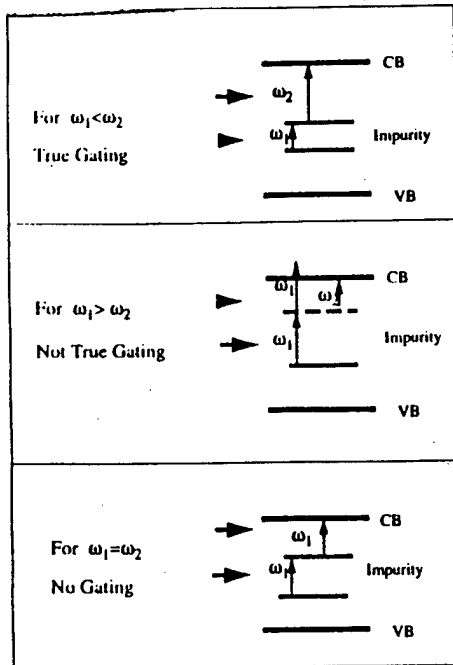 CB
ω₂
For ω₁<ω₂
ω₁
Impurity
True Gating
VB
CB
ω₁
ω₂
For ω₁> ω₂
ω₁
Impurity
Not True Gating
VB
CB
ω₁
For ω₁=ω₂
ω₁
Impurity
No Gating
VB